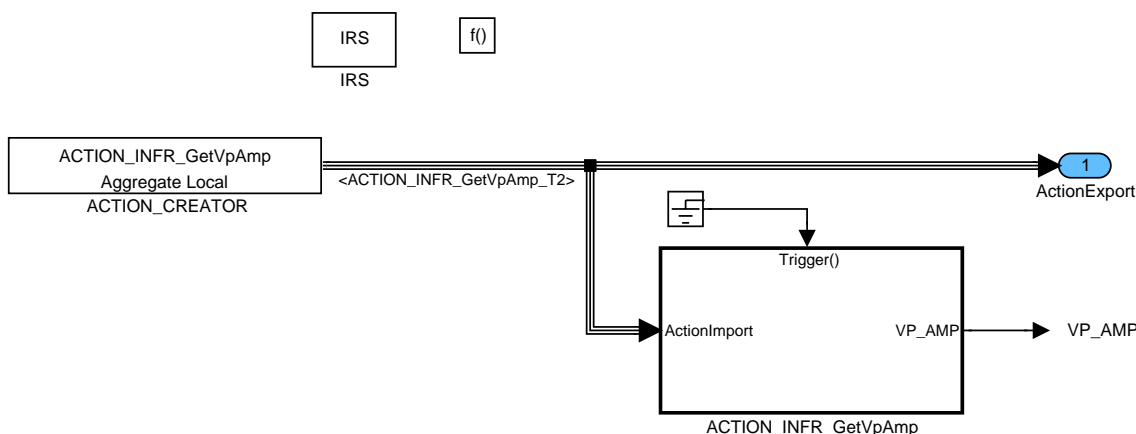 IRS
f()
IRS
ACTION_INFR_GetVpAmp
Aggregate Local
<ACTION_INFR_GetVpAmp_T2>
ACTION_CREATOR
1
ActionExport
Trigger()
ActionImport
VP_AMP
VP_AMP
ACTION_INFR_GetVpAmp